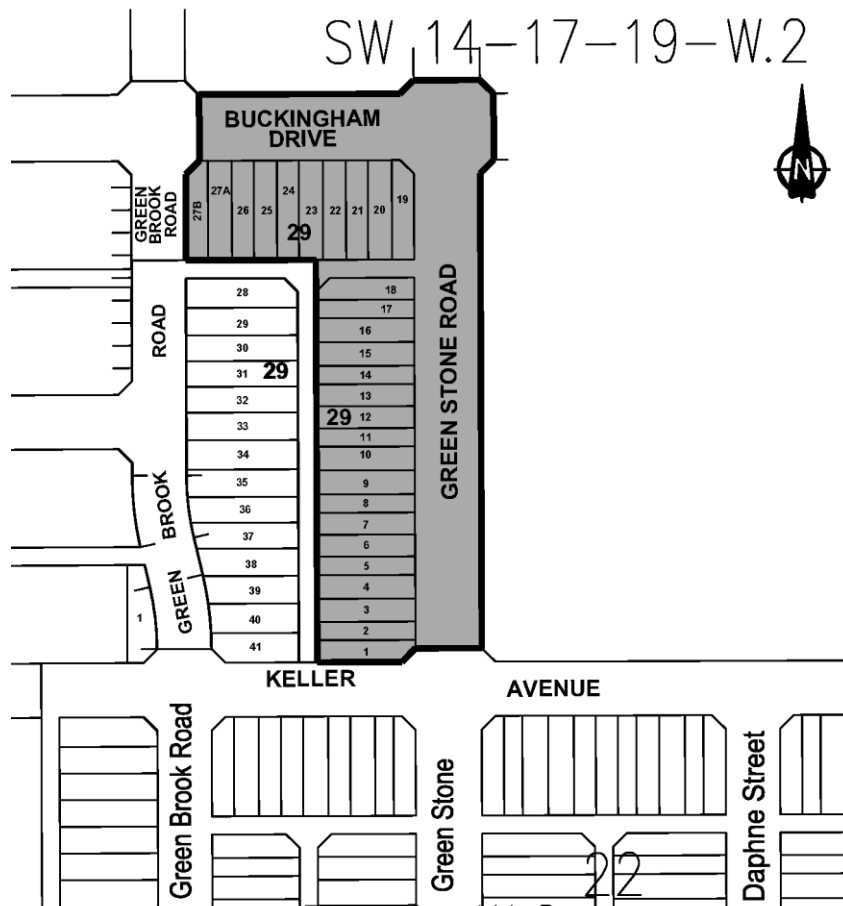 SW 14-17-19-W.2
BUCKINGHAM
DRIVE
N
GREEN
BROOK
ROAD
27B
27A
26
25
24
23
22
21
20
19
29
ROAD
28
29
30
31
29
32
33
34
35
36
37
38
39
40
41
18
17
16
15
14
13
29
12
11
10
9
8
7
6
5
4
3
2
1
GREEN STONE ROAD
BROOK
GREEN
1
KELLER
AVENUE
Green Brook Road
Green Stone
Daphne Street
22